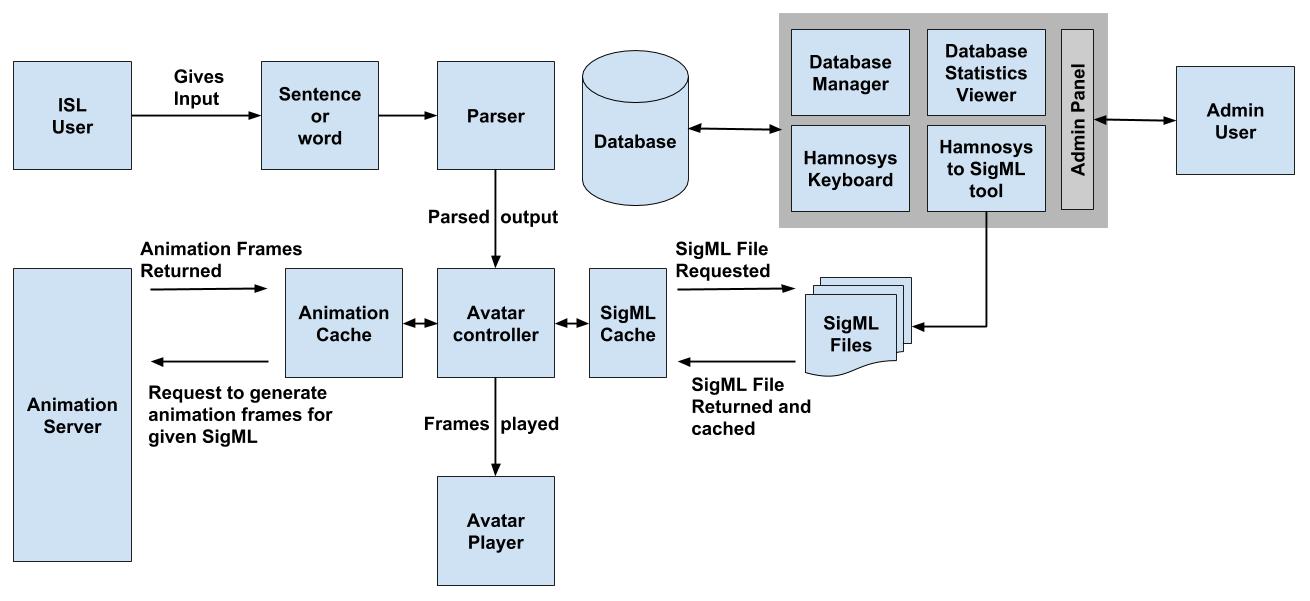 ISL
User
Gives
Input
Sentence
or
word
Parser
Database
Database
Manager
Database
Statistics
Viewer
Hamnosys
Keyboard
Hamnosys
to SigML
tool
Admin Panel
Admin
User
Parsed output
Animation Frames
Returned
SigML File
Requested
Animation
Server
Animation
Cache
Avatar
controller
SigML
Cache
SigML
Files
Request to generate
animation frames for
given SigML
SigML File
Returned and
cached
Frames played
Avatar
Player